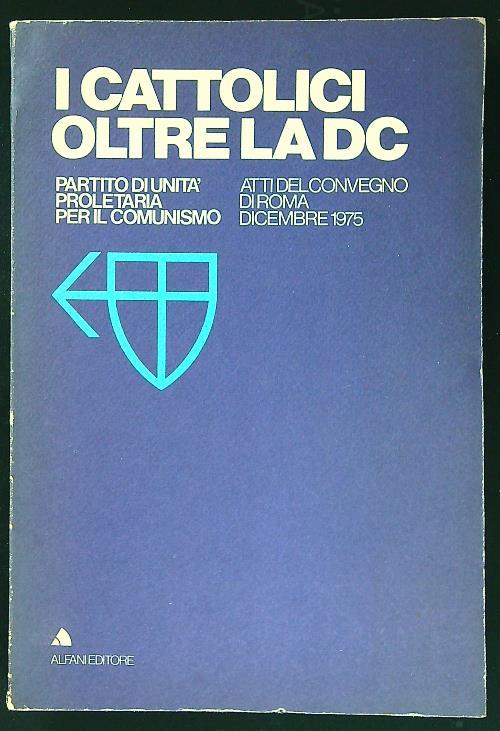 I CATTOLICI
OLTRE LA DC
PARTITO DI UNITA'
PROLETARIA
PER IL COMUNISMO
ATTI DEL CONVEGNO
DI ROMA
DICEMBRE 1975
ALFANI EDITORE